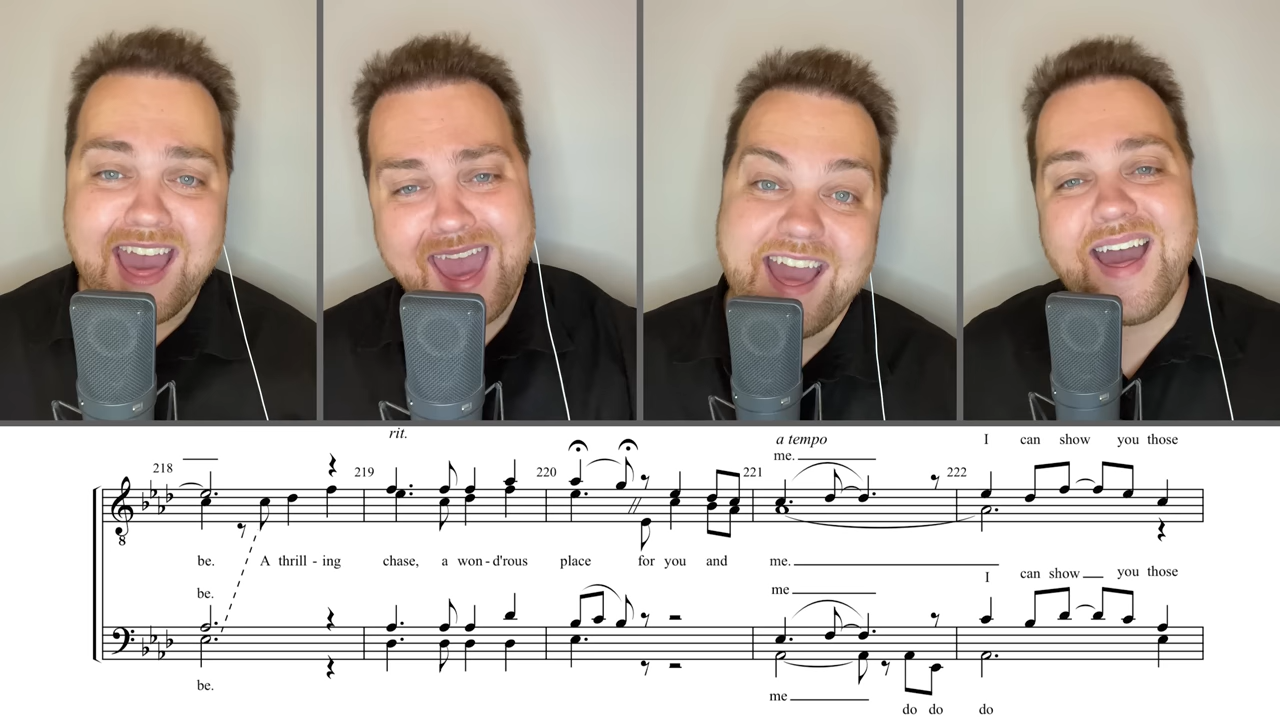 rit.
a tempo
I can show you those
me.
218 219 220 221 222
8
be. A thrill - ing chase, a won - d'rous place for you and me.
be. me I can show you those
be. me
do do do